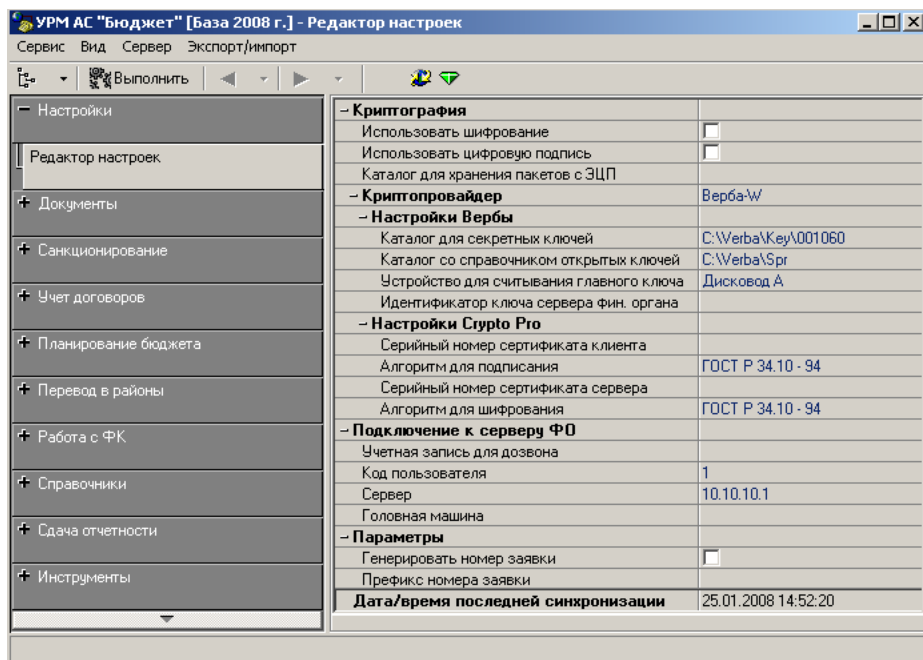 УРМ АС "Бюджет" [База 2008 г.] - Редактор настроек
Сервис Вид Сервер Экспорт/импорт
Выполнить
Настройки
Редактор настроек
Документы
Санкционирование
Учет договоров
Планирование бюджета
Перевод в районы
Работа с ФК
Справочники
Сдача отчетности
Инструменты
Криптография
Использовать шифрование
Использовать цифровую подпись
Каталог для хранения пакетов с ЭЦП
Криптопровайдер Верба-W
Настройки Вербы
Каталог для секретных ключей C:\Verba\Key\001060
Каталог со справочником открытых ключей C:\Verba\Spr
Устройство для считывания главного ключа Дисковод А
Идентификатор ключа сервера фин. органа
Настройки Crypto Pro
Серийный номер сертификата клиента
Алгоритм для подписания ГОСТ Р 34.10 - 94
Серийный номер сертификата сервера
Алгоритм для шифрования ГОСТ Р 34.10 - 94
Подключение к серверу ФО
Учетная запись для дозвона
Код пользователя 1
Сервер 10.10.10.1
Головная машина
Параметры
Генерировать номер заявки
Префикс номера заявки
Дата/время последней синхронизации 25.01.2008 14:52:20